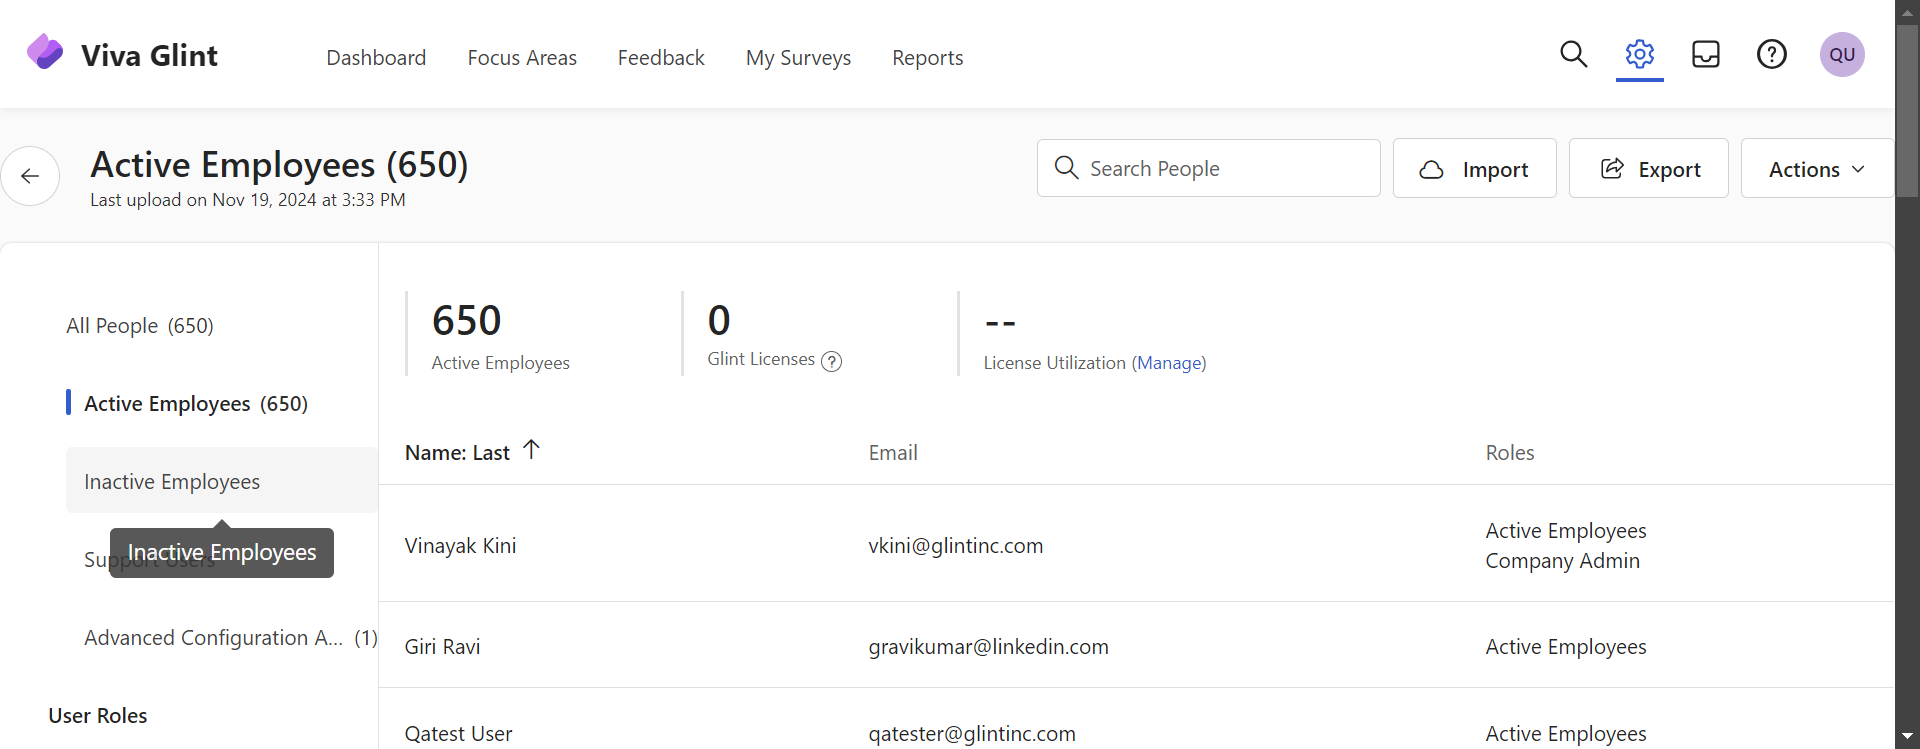 Viva Glint
Dashboard
Focus Areas
Feedback
My Surveys
Reports
QU
Active Employees (650)
Last upload on Nov 19, 2024 at 3:33 PM
Search People
Import
Export
Actions
All People (650)
Active Employees (650)
Inactive Employees
Inactive Employees
Support Users
Advanced Configuration A... (1)
User Roles
650
Active Employees
0
Glint Licenses
--
License Utilization (Manage)
Name: Last
Email
Roles
Vinayak Kini
vkini@glintinc.com
Active Employees
Company Admin
Giri Ravi
gravikumar@linkedin.com
Active Employees
Qatest User
qatester@glintinc.com
Active Employees